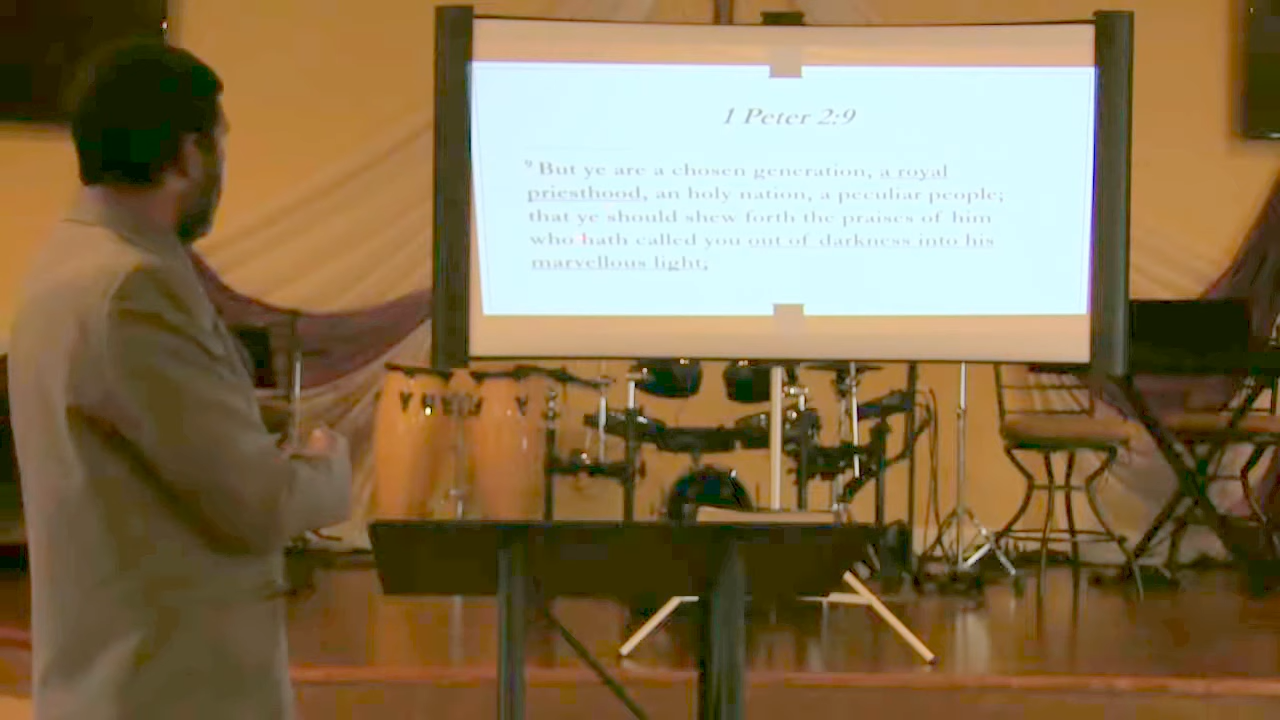 1 Peter 2:9
9 But ye are a chosen generation, a royal
priesthood, an holy nation, a peculiar people;
that ye should shew forth the praises of him
who hath called you out of darkness into his
marvellous light;